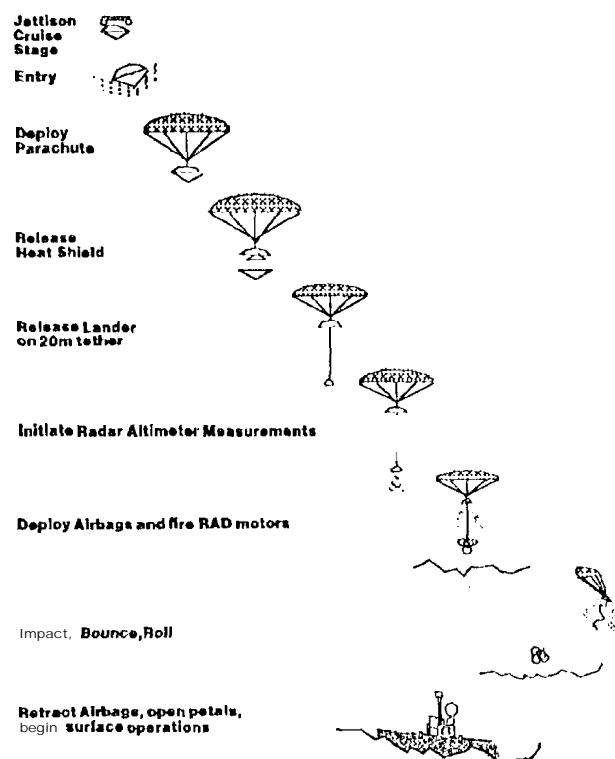 Jettison
Cruise
Stage
Entry
Deploy
Parachute
Release
Heat Shield
Release Lander
on 20m tether
Initiate Radar Altimeter Measurements
Deploy Airbags and fire RAD motors
Impact, Bounce, Roll
Retract Airbags, open petals,
begin surface operations